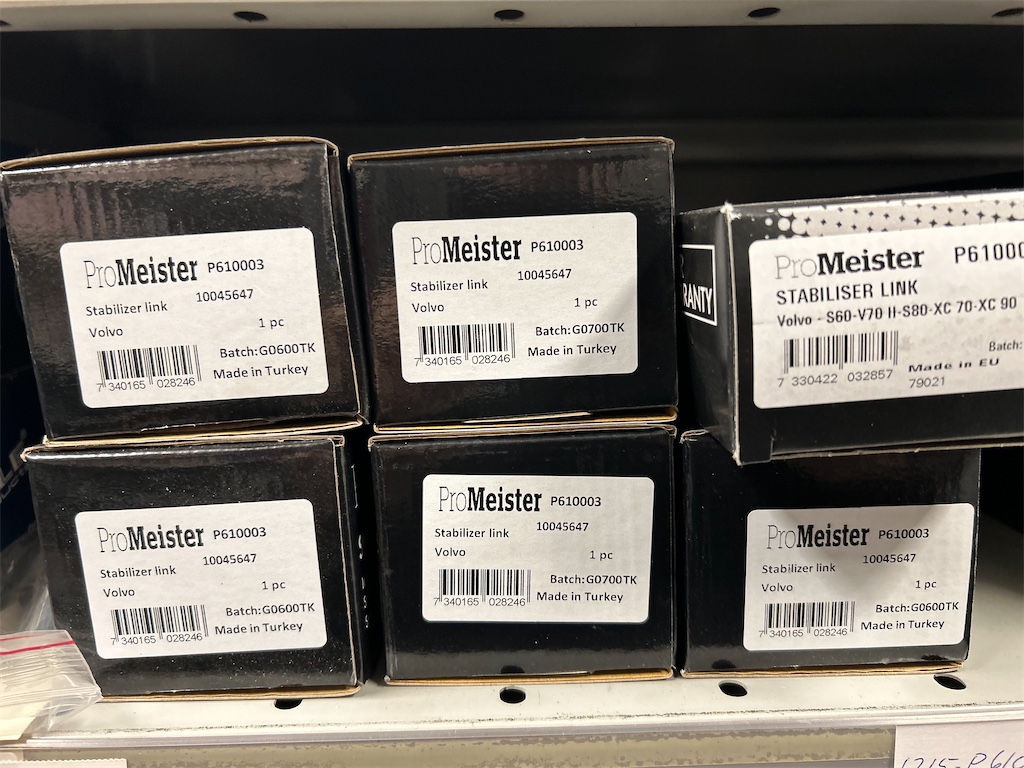 ProMeister P610003
Stabilizer link 10045647
Volvo 1 pc
Batch:G0600TK
7 340165 028246 Made in Turkey
ProMeister P610003
Stabilizer link 10045647
Volvo 1 pc
Batch:G0700TK
7 340165 028246 Made in Turkey
RANTY
ProMeister P61000
STABILISER LINK
Volvo - S60-V70 II-S80-XC 70-XC 90
Batch:
7 330422 032857 Made in EU
79021
ProMeister P610003
Stabilizer link 10045647
Volvo 1 pc
Batch:G0600TK
7 340165 028246 Made in Turkey
ProMeister P610003
Stabilizer link 10045647
Volvo 1 pc
Batch:G0700TK
7 340165 028246 Made in Turkey
ProMeister P610003
Stabilizer link 10045647
Volvo 1 pc
Batch:G0600TK
7 340165 028246 Made in Turkey